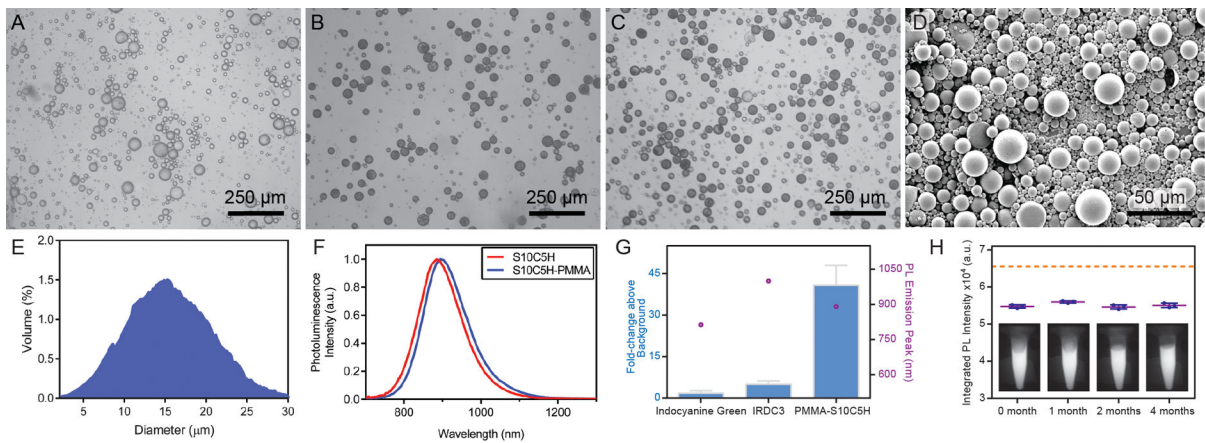 A
250 µm
B
250 µm
C
250 µm
D
50 µm
E
2.0
1.5
1.0
0.5
0.0
Volume (%)
5
10
15
20
25
30
Diameter (µm)
F
S10C5H
S10C5H-PMMA
1.0
0.8
0.6
0.4
0.2
0.0
Photoluminescence
Intensity (a.u.)
800
1000
1200
Wavelength (nm)
G
45
30
15
0
Fold-change above
Background
1050
900
750
600
PL Emission
Peak (nm)
Indocyanine Green
IRDC3
PMMA-S10C5H
H
7
6
5
4
3
Integrated PL Intensity x10⁴ (a.u.)
0 month
1 month
2 months
4 months